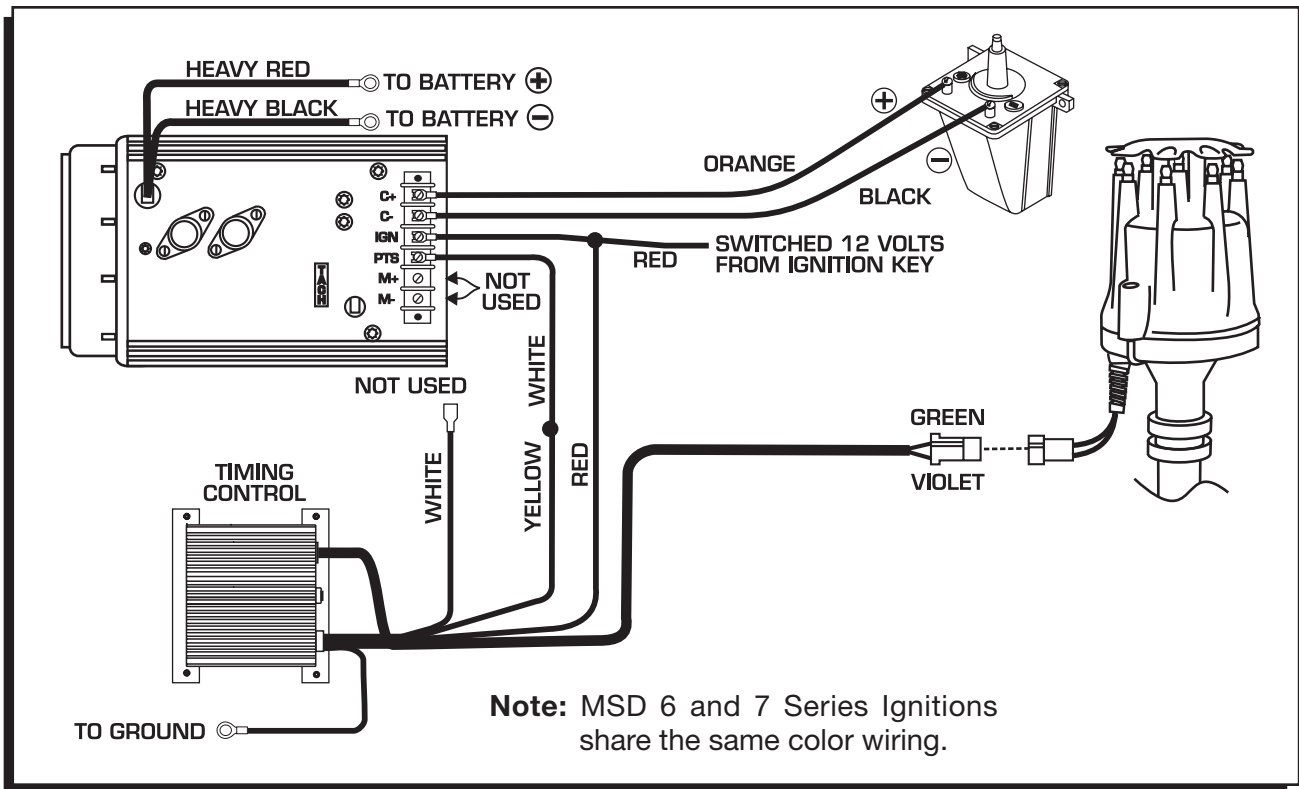 HEAVY RED
TO BATTERY ⊕
HEAVY BLACK
TO BATTERY ⊖
+
ORANGE
−
BLACK
C+
C-
IGN
PTS
M+
M-
TACH
NOT
USED
RED
SWITCHED 12 VOLTS
FROM IGNITION KEY
NOT USED
WHITE
WHITE
YELLOW
RED
GREEN
VIOLET
TIMING
CONTROL
TO GROUND
Note: MSD 6 and 7 Series Ignitions
share the same color wiring.